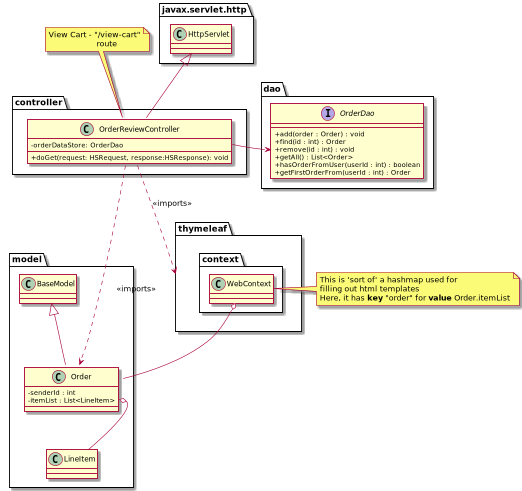 javax.servlet.http
C HttpServlet
View Cart - "/view-cart"
route
controller
C OrderReviewController
-orderDataStore: OrderDao
+doGet(request: HSRequest, response:HSResponse): void
dao
I OrderDao
+add(order : Order) : void
+find(id : int) : Order
+remove(id : int) : void
+getAll() : List<Order>
+hasOrderFromUser(userId : int) : boolean
+getFirstOrderFrom(userId : int) : Order
«imports»
thymeleaf
context
C WebContext
This is 'sort of' a hashmap used for
filling out html templates
Here, it has key "order" for value Order.itemList
model
C BaseModel
«imports»
C Order
-senderId : int
-itemList : List<LineItem>
C LineItem